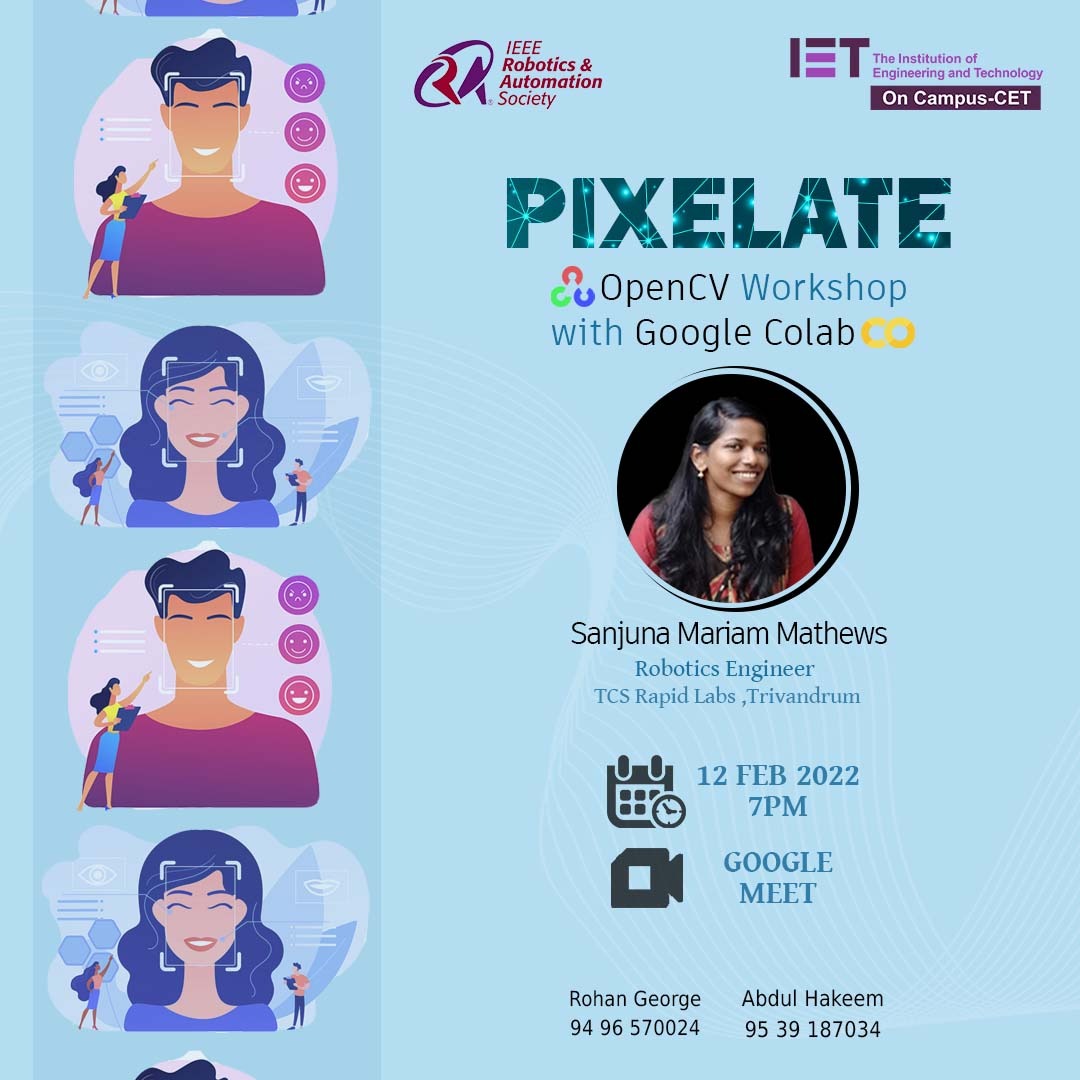 IEEE
Robotics &
Automation
Society
IET
The Institution of
Engineering and Technology
On Campus-CET
PIXELATE
OpenCV Workshop
with Google Colab
Sanjuna Mariam Mathews
Robotics Engineer
TCS Rapid Labs ,Trivandrum
12 FEB 2022
7PM
GOOGLE
MEET
Rohan George
94 96 570024
Abdul Hakeem
95 39 187034